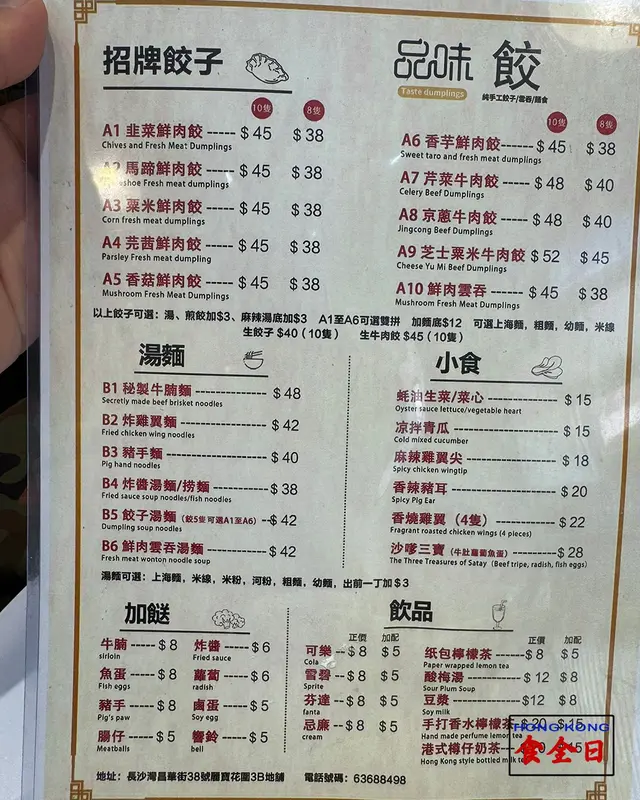 招牌餃子
品味 餃
Taste dumplings
純手工餃子/雲吞/麵食
10隻 8隻
A1 韭菜鮮肉餃 ----- $45 $38
Chives and Fresh Meat Dumplings
馬蹄鮮肉餃 ----- $45 $38
Fresh meat dumplings
A3 粟米鮮肉餃 ---- $45 $38
Corn fresh meat dumplings
A4 芫茜鮮肉餃 ---- $45 $38
Parsley Fresh meat dumpling
A5 香菇鮮肉餃 ---- $45 $38
Mushroom Fresh Meat Dumplings
10隻 8隻
A6 香芋鮮肉餃 ----- $45 $38
Sweet taro and fresh meat dumplings
A7 芹菜牛肉餃 ---- $48 $40
Celery Beef Dumplings
A8 京蔥牛肉餃 ---- $48 $40
Jingcong Beef Dumplings
A9 芝士粟米牛肉餃 $52 $45
Cheese Yu Mi Beef Dumplings
A10 鮮肉雲吞 ----- $45 $38
Mushroom Fresh Meat Dumplings
以上餃子可選：湯、煎餃加$3、麻辣湯底加$3 A1至A6可選雙拼 加麵底$12 可選上海麵，粗麵，幼麵，米線
生餃子 $40（10隻） 生牛肉餃 $45（10隻）
湯麵
B1 秘製牛腩麵 ------------- $48
Secretly made beef brisket noodles
B2 炸雞翼麵 --------------- $42
Fried chicken wing noodles
B3 豬手麵 ----------------- $40
Pig hand noodles
B4 炸醬湯麵/撈麵 ---------- $38
Fried sauce soup noodles/fish noodles
B5 餃子湯麵（餃5隻可選A1至A6）--$42
Dumpling soup noodles
B6 鮮肉雲吞湯麵 ----------- $42
Fresh meat wonton noodle soup
湯麵可選：上海麵，米線，米粉，河粉，粗麵，幼麵，出前一丁加$3
小食
蚝油生菜/菜心 ------------- $15
Oyster sauce lettuce/vegetable heart
凉拌青瓜 ----------------- $15
Cold mixed cucumber
麻辣雞翼尖 --------------- $18
Spicy chicken wingtip
香辣豬耳 ----------------- $20
Spicy Pig Ear
香燒雞翼（4隻）----------- $22
Fragrant roasted chicken wings (4 pieces)
沙嗲三寶（牛肚蘿蔔魚蛋）------- $28
The Three Treasures of Satay (Beef tripe, radish, fish eggs)
加餸
牛腩 ---- $8
sirloin
魚蛋 ---- $8
Fish eggs
豬手 ---- $8
Pig's paw
腸仔 ---- $5
Meatballs
炸醬 --- $6
Fried sauce
蘿蔔 --- $6
radish
鹵蛋 --- $5
Soy egg
響鈴 --- $5
bell
飲品
正價 加配
可樂 -- $8 $5
Cola
雪碧 -- $8 $5
Sprite
芬達 -- $8 $5
fanta
忌廉 -- $8 $5
cream
正價 加配
纸包檸檬茶 ---- $8 $5
Paper wrapped lemon tea
酸梅湯 ------ $12 $8
Sour Plum Soup
豆漿 -------- $12 $8
Soy milk
手打香水檸檬茶 $20 $15
Hand made perfume lemon tea
港式樽仔奶茶
Hong Kong style bottled milk tea
地址：長沙灣昌華街38號麗寶花園3B地舖 電話號碼：63688498
HONG KONG
食全日